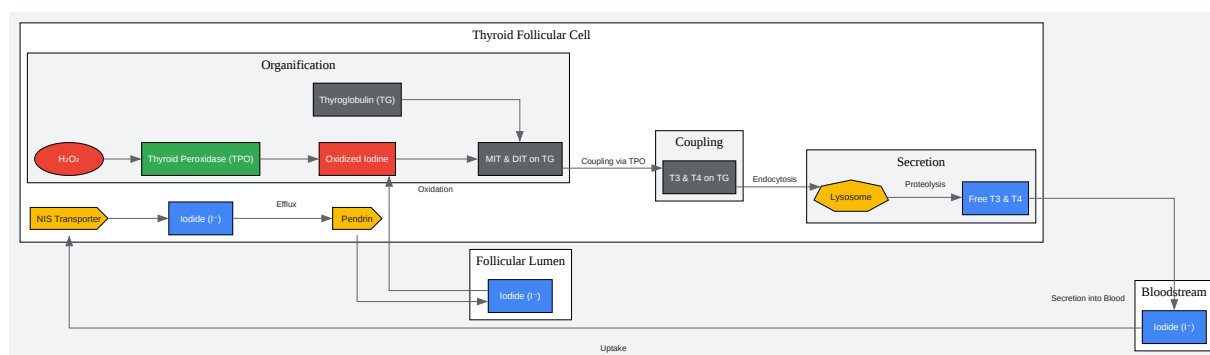 Thyroid Follicular Cell
Organification
Thyroglobulin (TG)
H₂O₂
Thyroid Peroxidase (TPO)
Oxidized Iodine
MIT & DIT on TG
Coupling via TPO
Coupling
T3 & T4 on TG
Endocytosis
Secretion
Lysosome
Proteolysis
Free T3 & T4
Oxidation
NIS Transporter
Iodide (I⁻)
Efflux
Pendrin
Follicular Lumen
Iodide (I⁻)
Bloodstream
Secretion into Blood
Iodide (I⁻)
Uptake